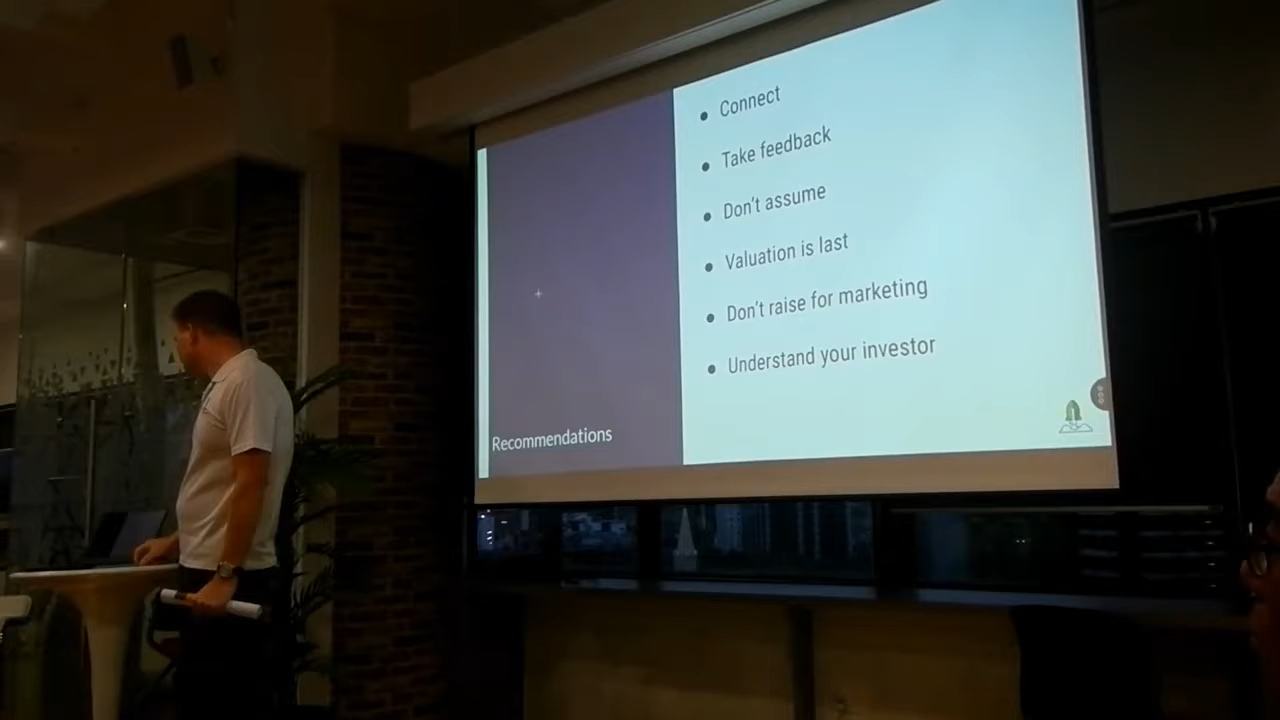 Connect
Take feedback
Don't assume
Valuation is last
Don't raise for marketing
Understand your investor
Recommendations